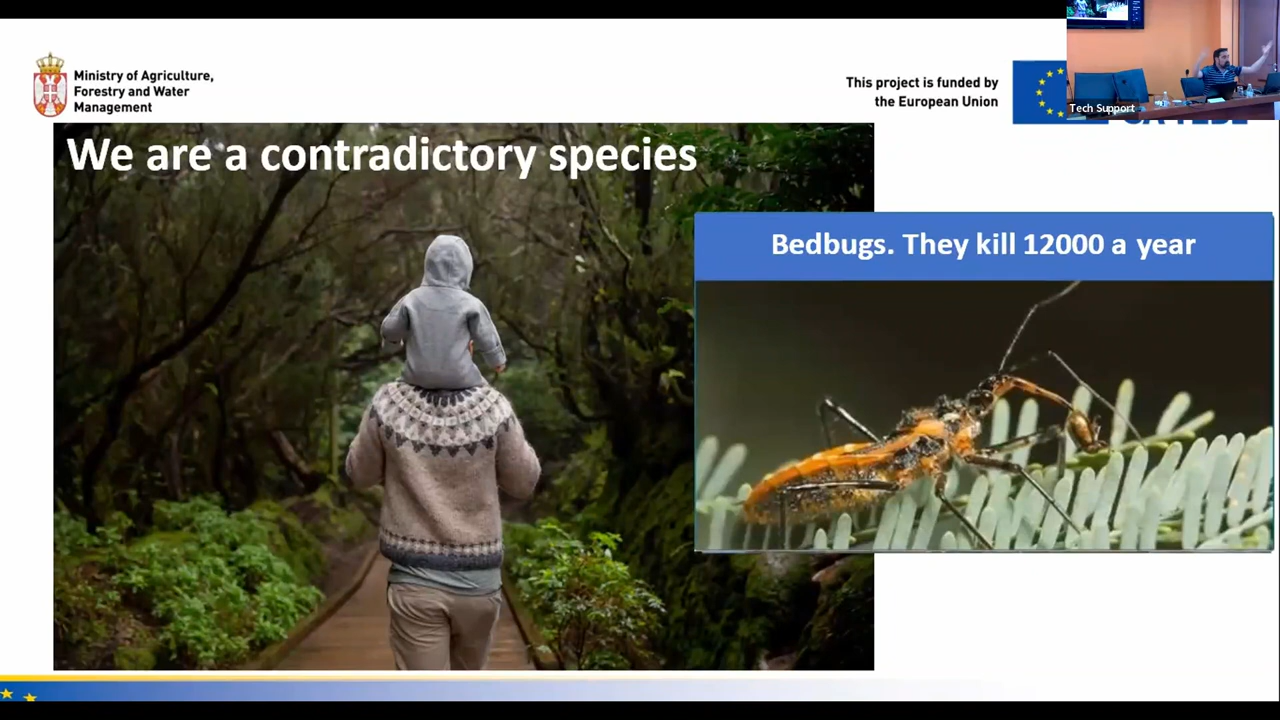 Ministry of Agriculture,
Forestry and Water
Management
This project is funded by
the European Union
Tech Support
We are a contradictory species
Bedbugs. They kill 12000 a year